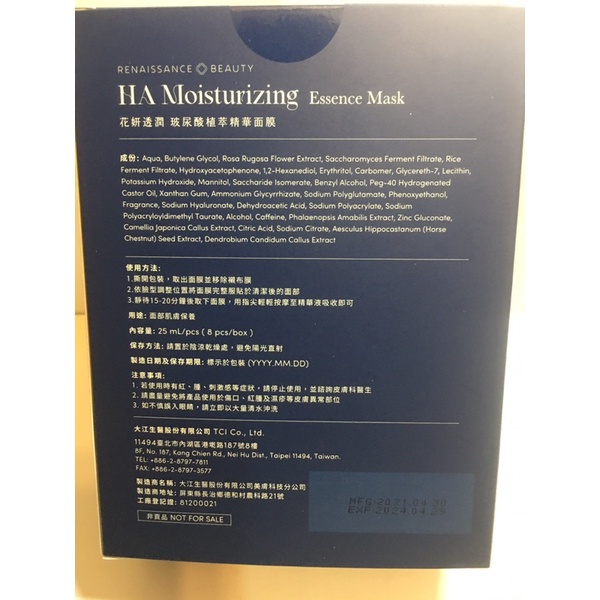 RENAISSANCE BEAUTY
HA Moisturizing Essence Mask
花妍透潤 玻尿酸植萃精華面膜
成份: Aqua, Butylene Glycol, Rosa Rugosa Flower Extract, Saccharomyces Ferment Filtrate, Rice
Ferment Filtrate, Hydroxyacetophenone, 1,2-Hexanediol, Erythritol, Carbomer, Glycereth-7, Lecithin,
Potassium Hydroxide, Mannitol, Saccharide Isomerate, Benzyl Alcohol, Peg-40 Hydrogenated
Castor Oil, Xanthan Gum, Ammonium Glycyrrhizate, Sodium Polyglutamate, Phenoxyethanol,
Fragrance, Sodium Hyaluronate, Dehydroacetic Acid, Sodium Polyacrylate, Sodium
Polyacryloyldimethyl Taurate, Alcohol, Caffeine, Phalaenopsis Amabilis Extract, Zinc Gluconate,
Camellia Japonica Callus Extract, Citric Acid, Sodium Citrate, Aesculus Hippocastanum (Horse
Chestnut) Seed Extract, Dendrobium Candidum Callus Extract
使用方法:
1.撕開包裝，取出面膜並移除襯布膜
2.依臉型調整位置將面膜完整服貼於清潔後的面部
3.靜待15-20分鐘後取下面膜，用指尖輕輕按摩至精華液吸收即可
用途: 面部肌膚保養
內容量: 25 mL/pcs ( 8 pcs/box )
保存方法: 請置於陰涼乾燥處，避免陽光直射
製造日期及保存期限: 標示於包裝 (YYYY.MM.DD)
注意事項:
1. 若使用時有紅、腫、刺激感等症狀，請停止使用，並諮詢皮膚科醫生
2. 請盡量避免將產品使用於傷口、紅腫及濕疹等皮膚異常部位
3. 如不慎誤入眼睛，請立即以大量清水沖洗
大江生醫股份有限公司 TCI Co., Ltd.
11494臺北市內湖區港墘路187號8樓
8F, No. 187, Kang Chien Rd., Nei Hu Dist., Taipei 11494, Taiwan.
TEL: +886-2-8797-7811
FAX: +886-2-8797-3577
製造商名稱: 大江生醫股份有限公司美膚科技分公司
製造商地址: 屏東縣長治鄉德和村農科路21號
工廠登記證: 81200021
MFG 2021.04.30
EXP 2024.04.29
非賣品 NOT FOR SALE